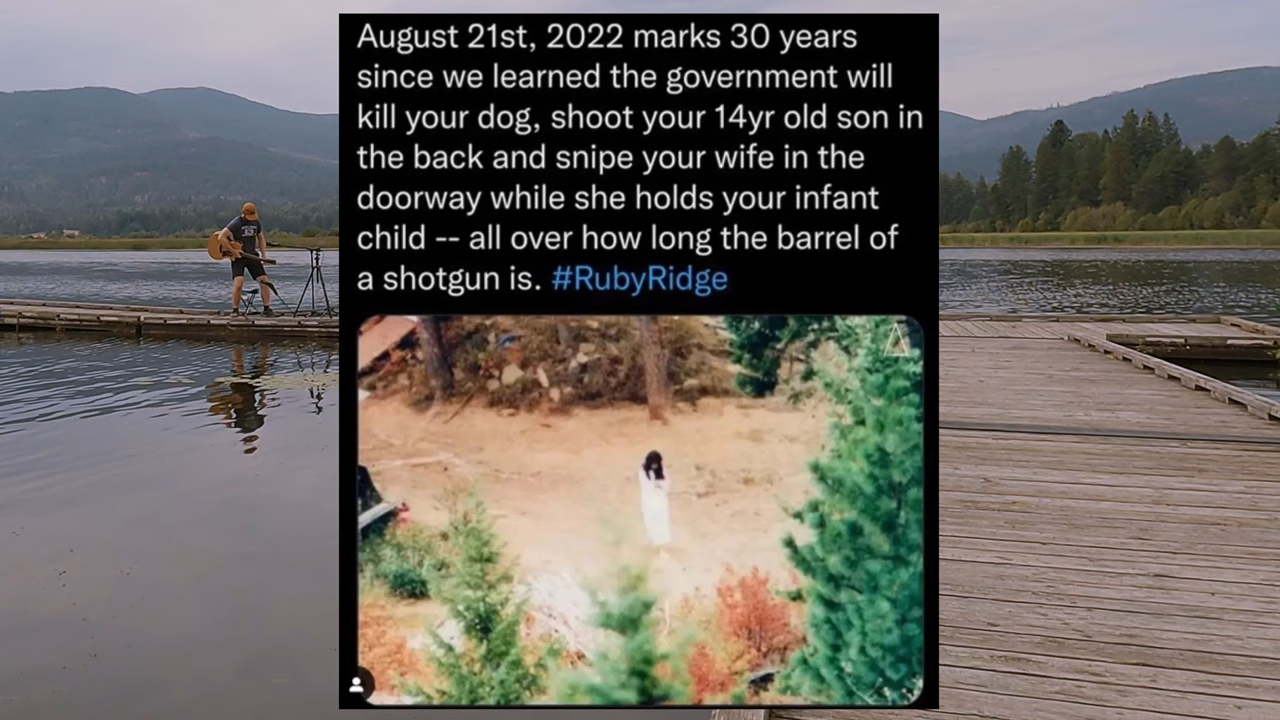 August 21st, 2022 marks 30 years
since we learned the government will
kill your dog, shoot your 14yr old son in
the back and snipe your wife in the
doorway while she holds your infant
child -- all over how long the barrel of
a shotgun is. #RubyRidge